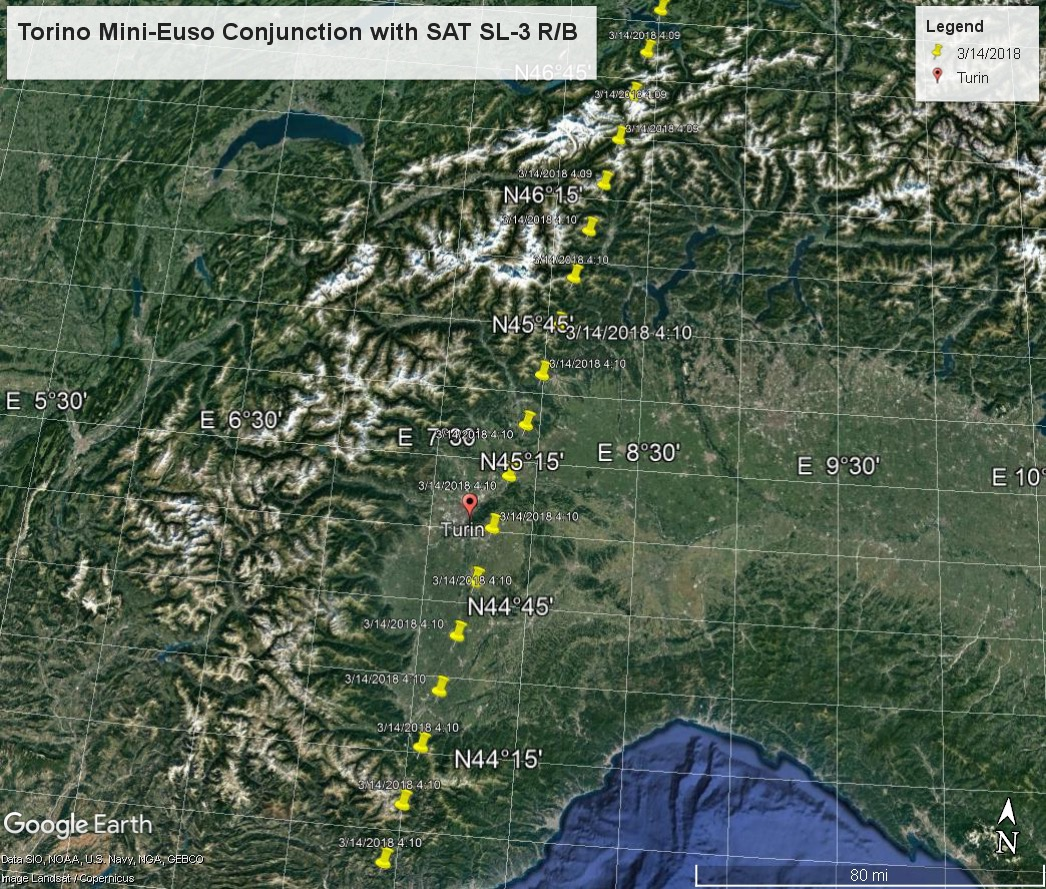 Torino Mini-Euso Conjunction with SAT SL-3 R/B
Legend
3/14/2018
Turin
3/14/2018 4.09
N46°45'
3/14/2018 4.09
3/14/2018 4.09
3/14/2018 4.09
N46°15'
3/14/2018 4.10
3/14/2018 4.10
N45°45'
3/14/2018 4.10
3/14/2018 4.10
E 5°30'
E 6°30'
E 7°30'
3/14/2018 4.10
N45°15'
E 8°30'
E 9°30'
E 10°
3/14/2018 4.10
3/14/2018 4.10
Turin
3/14/2018 4.10
N44°45'
3/14/2018 4.10
3/14/2018 4.10
3/14/2018 4.10
N44°15'
3/14/2018 4.10
Google Earth
3/14/2018 4.10
N
Data SIO, NOAA, U.S. Navy, NGA, GEBCO
Image Landsat / Copernicus
80 mi